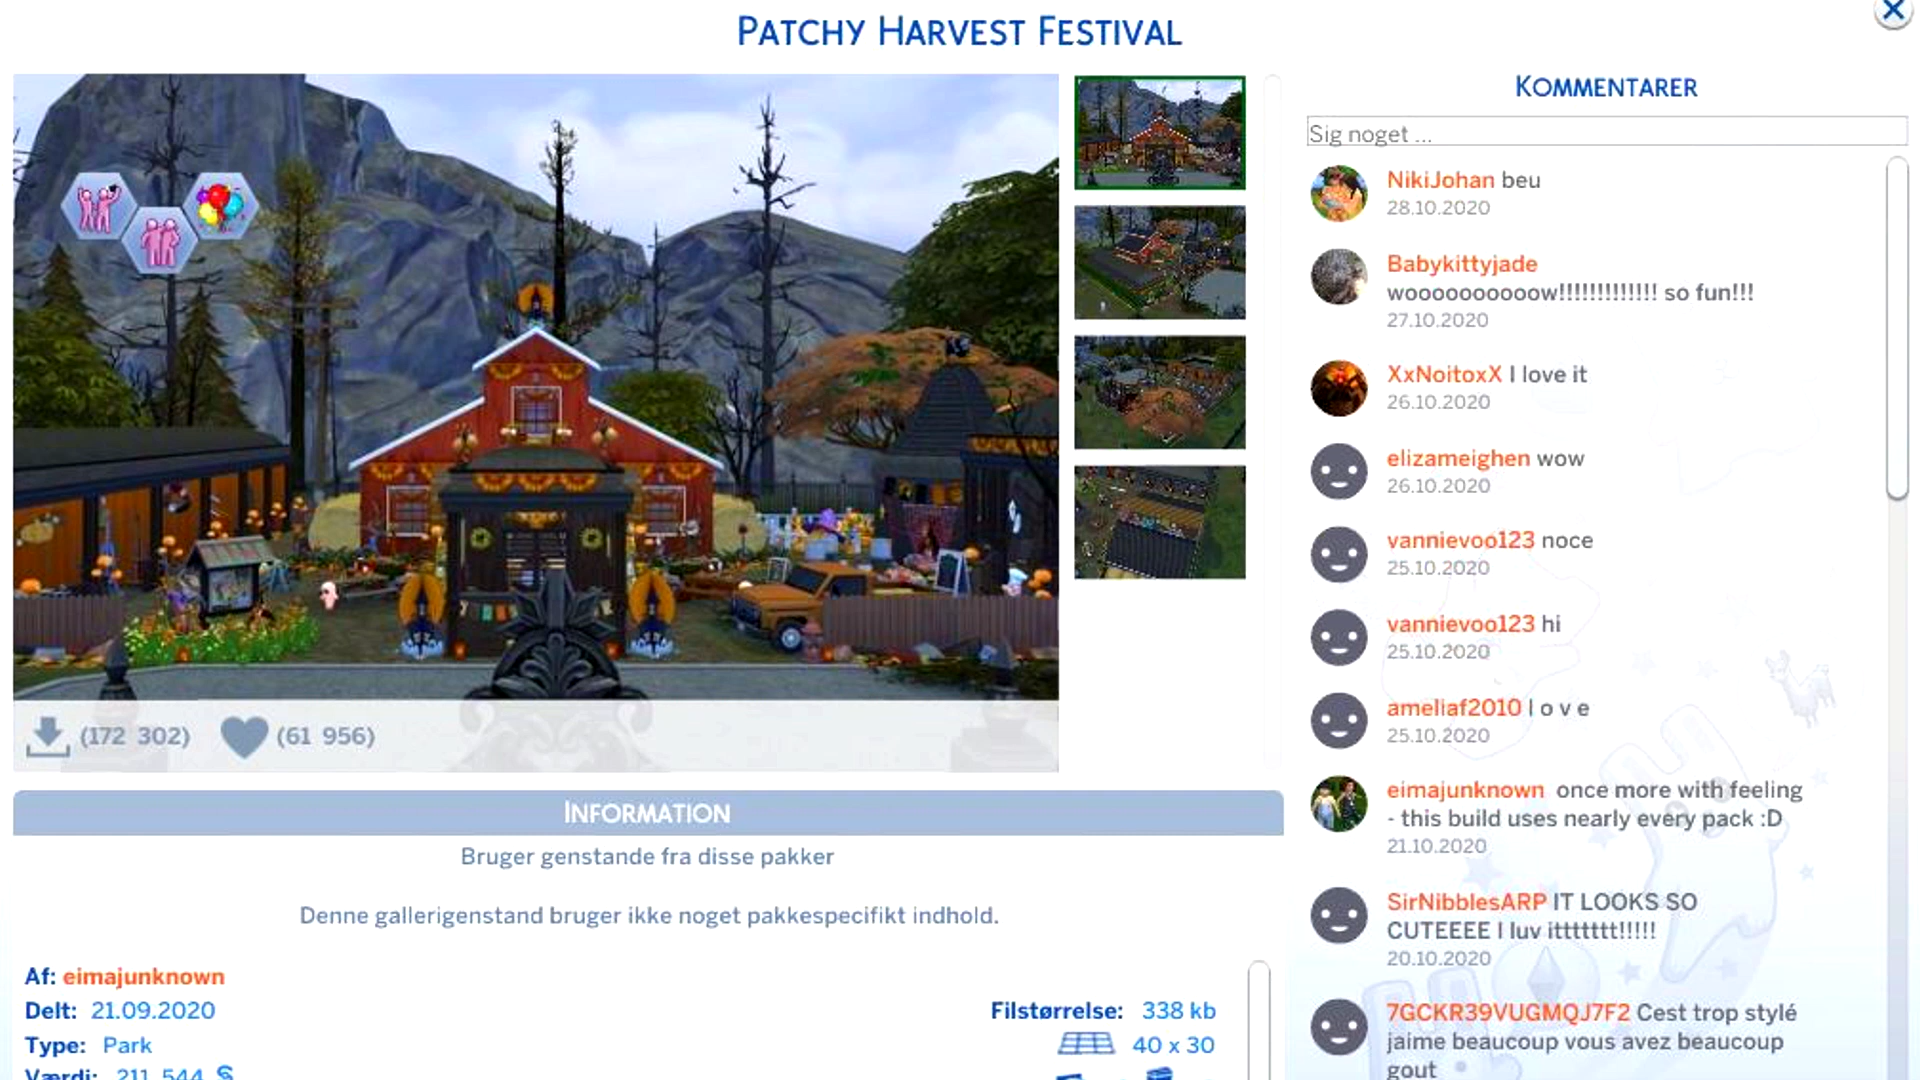 PATCHY HARVEST FESTIVAL
(172 302) (61 956)
INFORMATION
Bruger genstande fra disse pakker
Denne gallerigenstand bruger ikke noget pakkespecifikt indhold.
Af: eimajunknown
Delt: 21.09.2020
Type: Park
Værdi: 211 544 $
Filstørrelse: 338 kb
40 x 30
KOMMENTARER
Sig noget ...
NikiJohan beu
28.10.2020
Babykittyjade
woooooooooow!!!!!!!!!!!!! so fun!!!
27.10.2020
XxNoitoxX I love it
26.10.2020
elizameighen wow
26.10.2020
vannievoo123 noce
25.10.2020
vannievoo123 hi
25.10.2020
ameliaf2010 l o v e
25.10.2020
eimajunknown once more with feeling
- this build uses nearly every pack :D
21.10.2020
SirNibblesARP IT LOOKS SO
CUTEEEE I luv ittttttt!!!!!
20.10.2020
7GCKR39VUGMQJ7F2 Cest trop stylé
jaime beaucoup vous avez beaucoup
gout